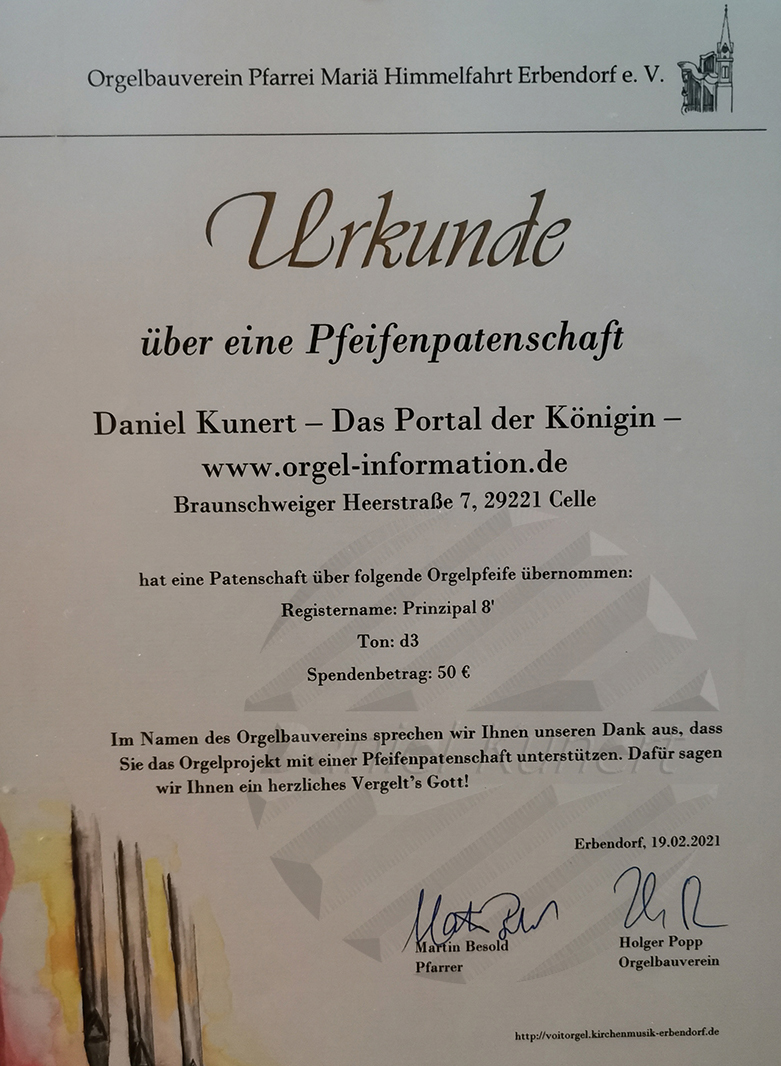 Orgelbauverein Pfarrei Mariä Himmelfahrt Erbendorf e. V.
Urkunde
über eine Pfeifenpatenschaft
Daniel Kunert – Das Portal der Königin –
www.orgel-information.de
Braunschweiger Heerstraße 7, 29221 Celle
hat eine Patenschaft über folgende Orgelpfeife übernommen:
Registername: Prinzipal 8'
Ton: d3
Spendenbetrag: 50 €
Im Namen des Orgelbauvereins sprechen wir Ihnen unseren Dank aus, dass
Sie das Orgelprojekt mit einer Pfeifenpatenschaft unterstützen. Dafür sagen
wir Ihnen ein herzliches Vergelt's Gott!
Daniel Kunert
Erbendorf, 19.02.2021
Martin Besold
Pfarrer
Holger Popp
Orgelbauverein
http://voitorgel.kirchenmusik-erbendorf.de